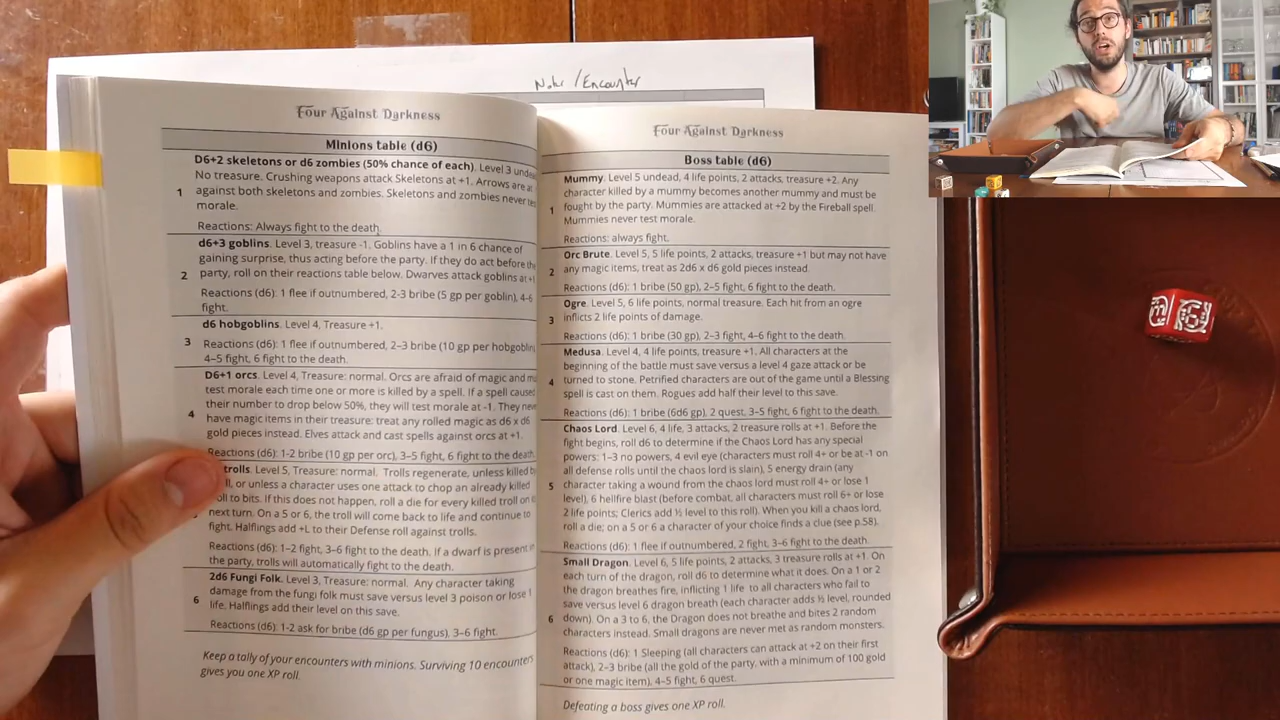 Note / Encounter
Four Against Darkness
Minions table (d6)
D6+2 skeletons or d6 zombies (50% chance of each). Level 3
No treasure. Crushing weapons attack Skeletons at +1. Arrows are at
1
against both skeletons and zombies. Skeletons and zombies never
morale.
Reactions: Always fight to the death.
d6+3 goblins. Level 3, treasure -1. Goblins have a 1 in 6 chance of
gaining surprise, thus acting before the party. If they do act before the
2
party, roll on their reactions table below. Dwarves attack goblins at
Reactions (d6): 1 flee if outnumbered, 2-3 bribe (5 gp per goblin), 4-6
fight.
d6 hobgoblins. Level 4, Treasure +1.
3
Reactions (d6): 1 flee if outnumbered, 2–3 bribe (10 gp per
4–5 fight, 6 fight to the death.
D6+1 orcs. Level 4, Treasure: normal. Orcs are afraid of magic and
test morale each time one or more is killed by a spell. If a spell causes
their number to drop below 50%, they will test morale at -1. They
4
have magic items in their treasure: treat any rolled magic as d6 x d6
gold pieces instead. Elves attack and cast spells against orcs at +1.
Reactions (d6): 1-2 bribe (10 gp per orc), 3–5 fight, 6 fight to the death.
trolls. Level 5, Treasure: normal. Trolls regenerate, unless killed
or unless a character uses one attack to chop an already killed
to bits. If this does not happen, roll a die for every killed troll on
next turn. On a 5 or 6, the troll will come back to life and continue to
fight. Halflings add +L to their Defense roll against trolls.
Reactions (d6): 1–2 fight, 3–6 fight to the death. If a dwarf is present in
the party, trolls will automatically fight to the death.
2d6 Fungi Folk. Level 3, Treasure: normal. Any character taking
damage from the fungi folk must save versus level 3 poison or lose 1
6
life. Halflings add their level on this save.
Reactions (d6): 1-2 ask for bribe (d6 gp per fungus), 3–6 fight.
Keep a tally of your encounters with minions. Surviving 10 encounters
gives you one XP roll.
Four Against Darkness
Boss table (d6)
Mummy. Level 5 undead, 4 life points, 2 attacks, treasure +2. Any
character killed by a mummy becomes another mummy and must be
1
fought by the party. Mummies are attacked at +2 by the Fireball spell.
Mummies never test morale.
Reactions: always fight.
Orc Brute. Level 5, 5 life points, 2 attacks, treasure +1 but may not have
2
any magic items, treat as 2d6 x d6 gold pieces instead.
Reactions (d6): 1 bribe (50 gp), 2–5 fight, 6 fight to the death.
Ogre. Level 5, 6 life points, normal treasure. Each hit from an ogre
3
inflicts 2 life points of damage.
Reactions (d6): 1 bribe (30 gp), 2–3 fight, 4–6 fight to the death.
Medusa. Level 4, 4 life points, treasure +1. All characters at the
beginning of the battle must save versus a level 4 gaze attack or be
4
turned to stone. Petrified characters are out of the game until a Blessing
spell is cast on them. Rogues add half their level to this save.
Reactions (d6): 1 bribe (6d6 gp), 2 quest, 3–5 fight, 6 fight to the death.
Chaos Lord. Level 6, 4 life, 3 attacks, 2 treasure rolls at +1. Before the
fight begins, roll d6 to determine if the Chaos Lord has any special
powers: 1–3 no powers, 4 evil eye (characters must roll 4+ or be at -1 on
all defense rolls until the chaos lord is slain), 5 energy drain (any
5
character taking a wound from the chaos lord must roll 4+ or lose 1
level), 6 hellfire blast (before combat, all characters must roll 6+ or lose
2 life points; Clerics add ½ level to this roll). When you kill a chaos lord,
roll a die; on a 5 or 6 a character of your choice finds a clue (see p.58).
Reactions (d6): 1 flee if outnumbered, 2 fight, 3–6 fight to the death.
Small Dragon. Level 6, 5 life points, 2 attacks, 3 treasure rolls at +1. On
each turn of the dragon, roll d6 to determine what it does. On a 1 or 2
the dragon breathes fire, inflicting 1 life to all characters who fail to
save versus level 6 dragon breath (each character adds ½ level, rounded
6
down). On a 3 to 6, the Dragon does not breathe and bites 2 random
characters instead. Small dragons are never met as random monsters.
Reactions (d6): 1 Sleeping (all characters can attack at +2 on their first
attack), 2–3 bribe (all the gold of the party, with a minimum of 100 gold
or one magic item), 4–5 fight, 6 quest.
Defeating a boss gives one XP roll.